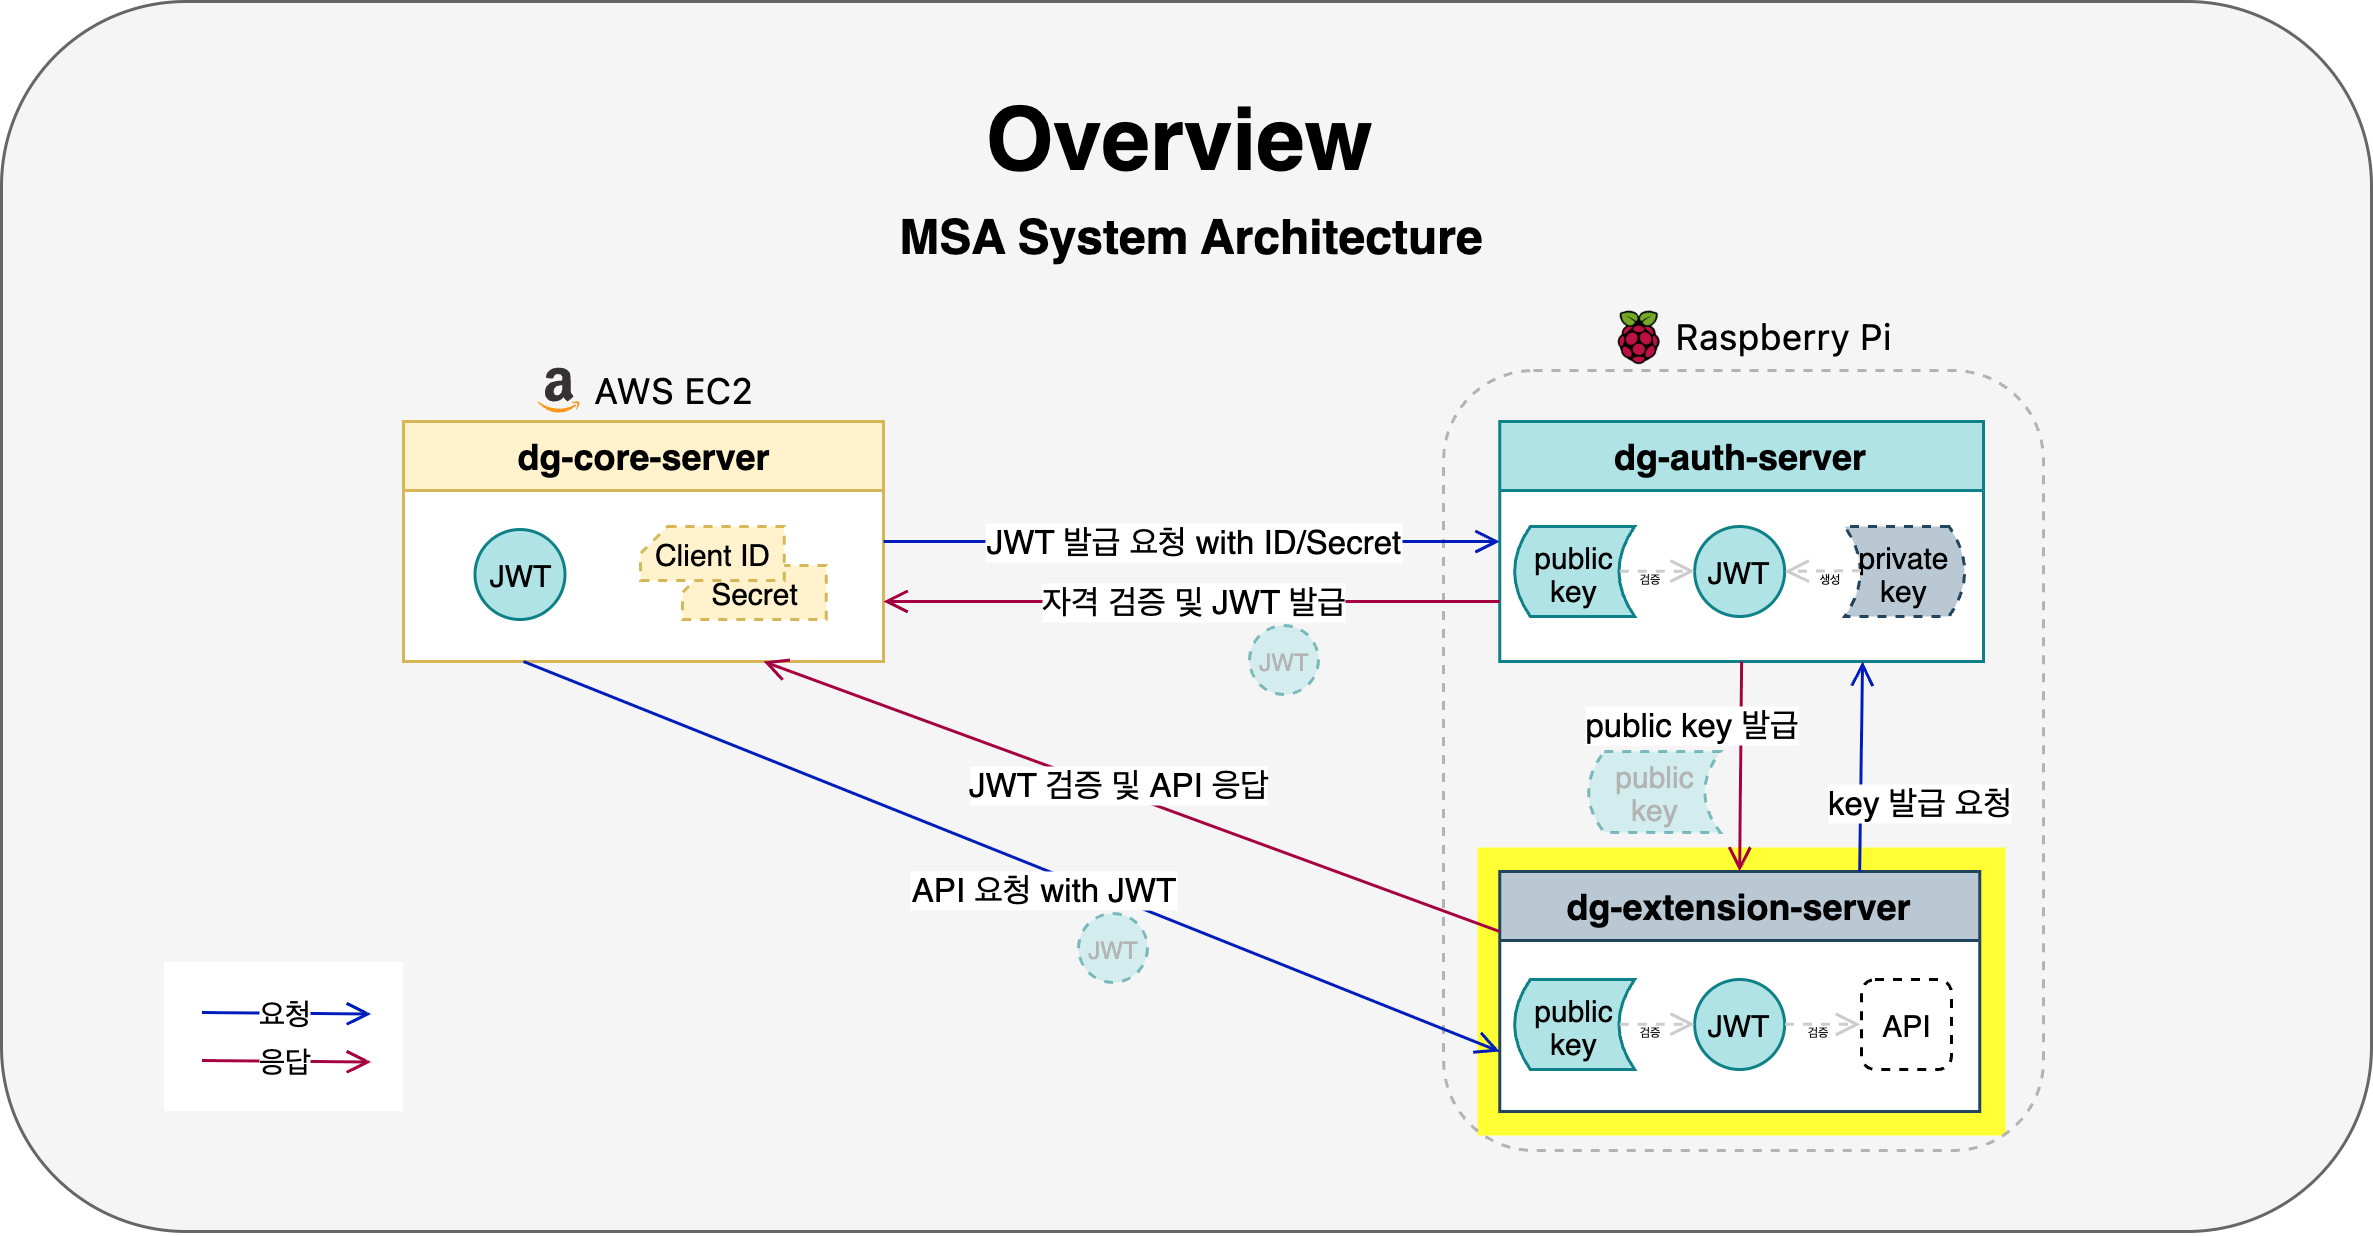 Overview
MSA System Architecture
AWS EC2
dg-core-server
JWT
Client ID
Secret
JWT 발급 요청 with ID/Secret
자격 검증 및 JWT 발급
JWT
Raspberry Pi
dg-auth-server
public
key
검증
JWT
생성
private
key
public key 발급
public
key
key 발급 요청
JWT 검증 및 API 응답
API 요청 with JWT
JWT
dg-extension-server
public
key
검증
JWT
검증
API
요청
응답